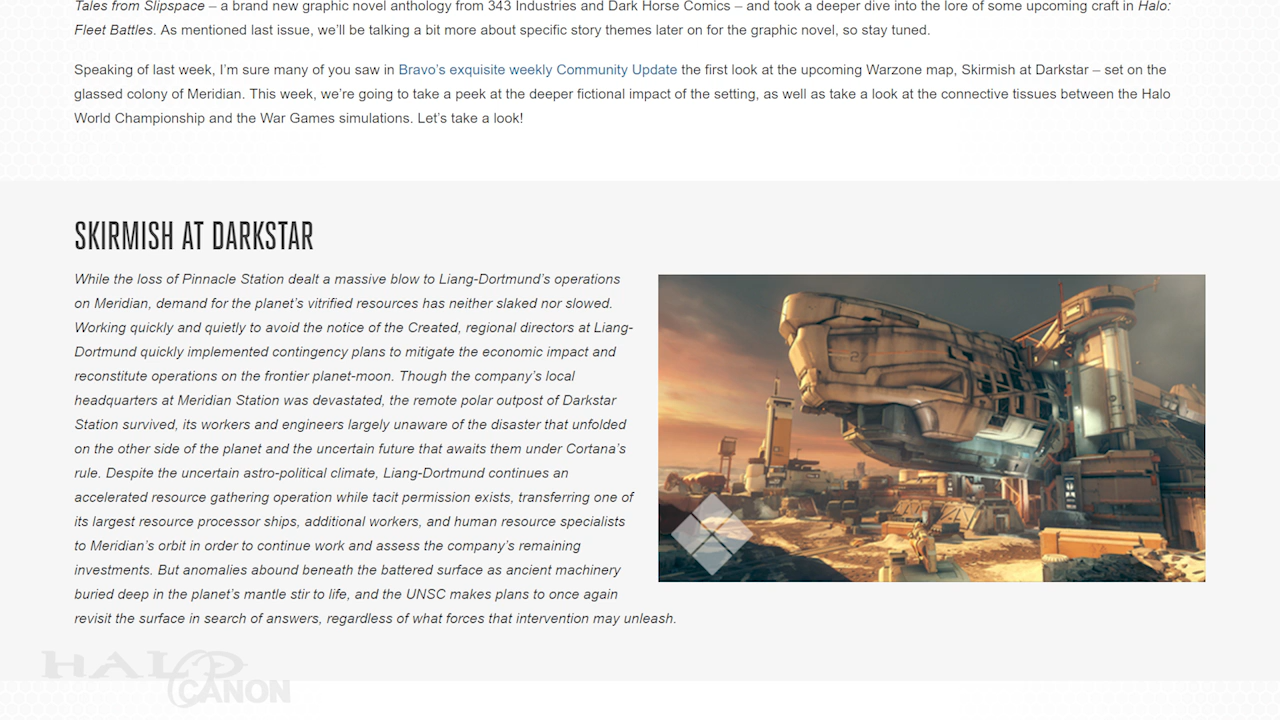 Tales from Slipspace – a brand new graphic novel anthology from 343 Industries and Dark Horse Comics – and took a deeper dive into the lore of some upcoming craft in Halo:
Fleet Battles. As mentioned last issue, we’ll be talking a bit more about specific story themes later on for the graphic novel, so stay tuned.
Speaking of last week, I’m sure many of you saw in Bravo’s exquisite weekly Community Update the first look at the upcoming Warzone map, Skirmish at Darkstar – set on the
glassed colony of Meridian. This week, we’re going to take a peek at the deeper fictional impact of the setting, as well as take a look at the connective tissues between the Halo
World Championship and the War Games simulations. Let’s take a look!
SKIRMISH AT DARKSTAR
While the loss of Pinnacle Station dealt a massive blow to Liang-Dortmund’s operations
on Meridian, demand for the planet’s vitrified resources has neither slaked nor slowed.
Working quickly and quietly to avoid the notice of the Created, regional directors at Liang-
Dortmund quickly implemented contingency plans to mitigate the economic impact and
reconstitute operations on the frontier planet-moon. Though the company’s local
headquarters at Meridian Station was devastated, the remote polar outpost of Darkstar
Station survived, its workers and engineers largely unaware of the disaster that unfolded
on the other side of the planet and the uncertain future that awaits them under Cortana’s
rule. Despite the uncertain astro-political climate, Liang-Dortmund continues an
accelerated resource gathering operation while tacit permission exists, transferring one of
its largest resource processor ships, additional workers, and human resource specialists
to Meridian’s orbit in order to continue work and assess the company’s remaining
investments. But anomalies abound beneath the battered surface as ancient machinery
buried deep in the planet’s mantle stir to life, and the UNSC makes plans to once again
revisit the surface in search of answers, regardless of what forces that intervention may unleash.
2
HALO
CANON